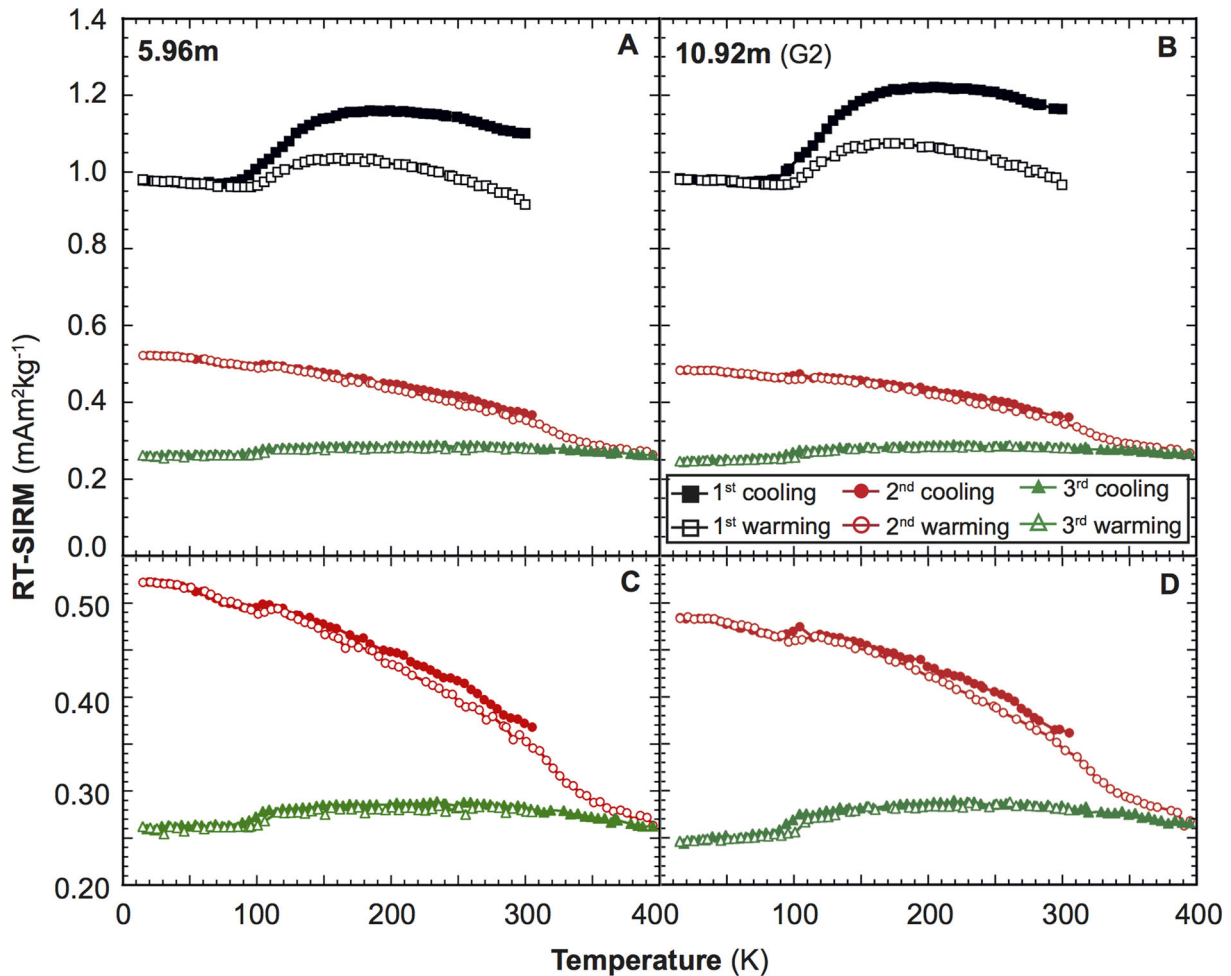 5.96m
A
10.92m (G2)
B
1.4
1.2
1.0
0.8
0.6
0.4
0.2
0.0
RT-SIRM (mAm²kg⁻¹)
1ˢᵗ cooling 2ⁿᵈ cooling 3ʳᵈ cooling
1ˢᵗ warming 2ⁿᵈ warming 3ʳᵈ warming
C
D
0.50
0.40
0.30
0.20
0 100 200 300 400 100 200 300 400
Temperature (K)